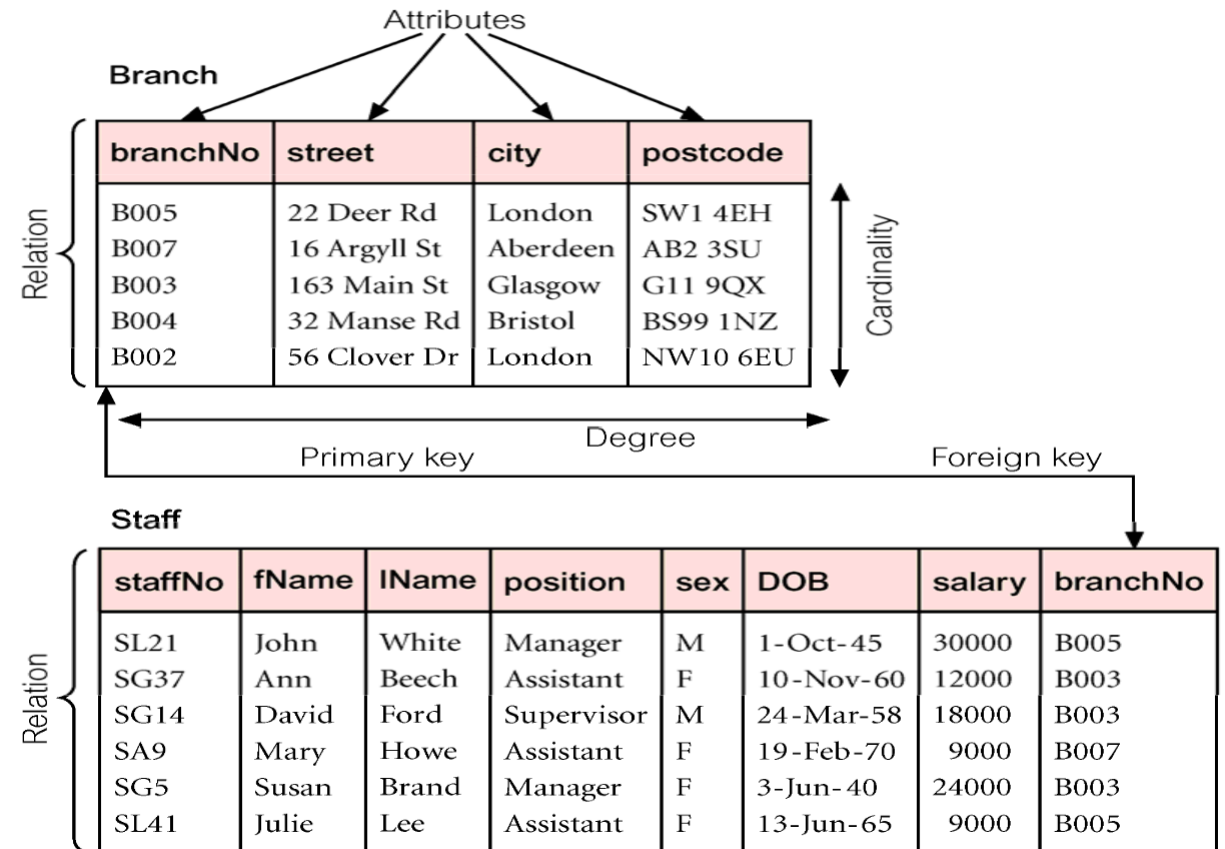 Attributes
Branch
branchNo street city postcode
B005 22 Deer Rd London SW1 4EH
B007 16 Argyll St Aberdeen AB2 3SU
B003 163 Main St Glasgow G11 9QX
B004 32 Manse Rd Bristol BS99 1NZ
B002 56 Clover Dr London NW10 6EU
Relation
Cardinality
Degree
Primary key Foreign key
Staff
staffNo fName lName position sex DOB salary branchNo
SL21 John White Manager M 1-Oct-45 30000 B005
SG37 Ann Beech Assistant F 10-Nov-60 12000 B003
SG14 David Ford Supervisor M 24-Mar-58 18000 B003
SA9 Mary Howe Assistant F 19-Feb-70 9000 B007
SG5 Susan Brand Manager F 3-Jun-40 24000 B003
SL41 Julie Lee Assistant F 13-Jun-65 9000 B005
Relation